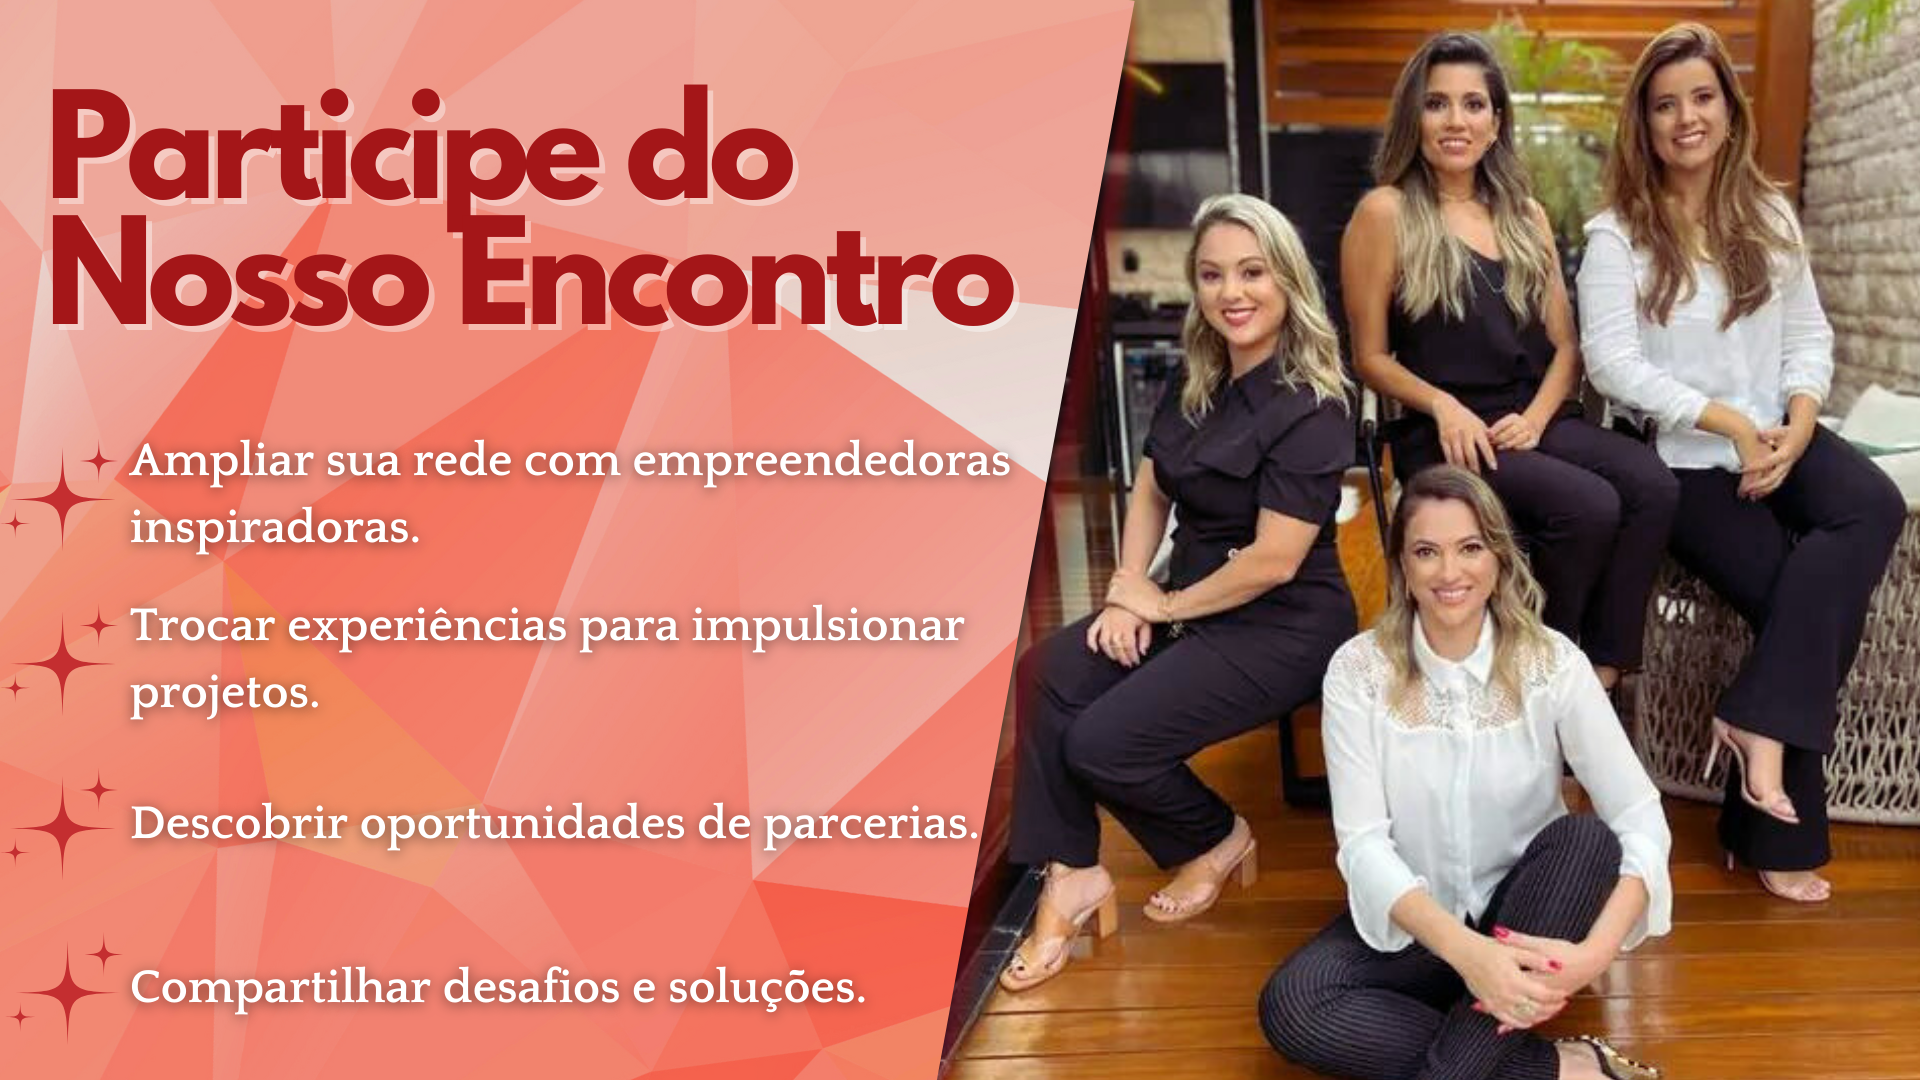 Participe do
Nosso Encontro
Ampliar sua rede com empreendedoras
inspiradoras.
Trocar experiências para impulsionar
projetos.
Descobrir oportunidades de parcerias.
Compartilhar desafios e soluções.